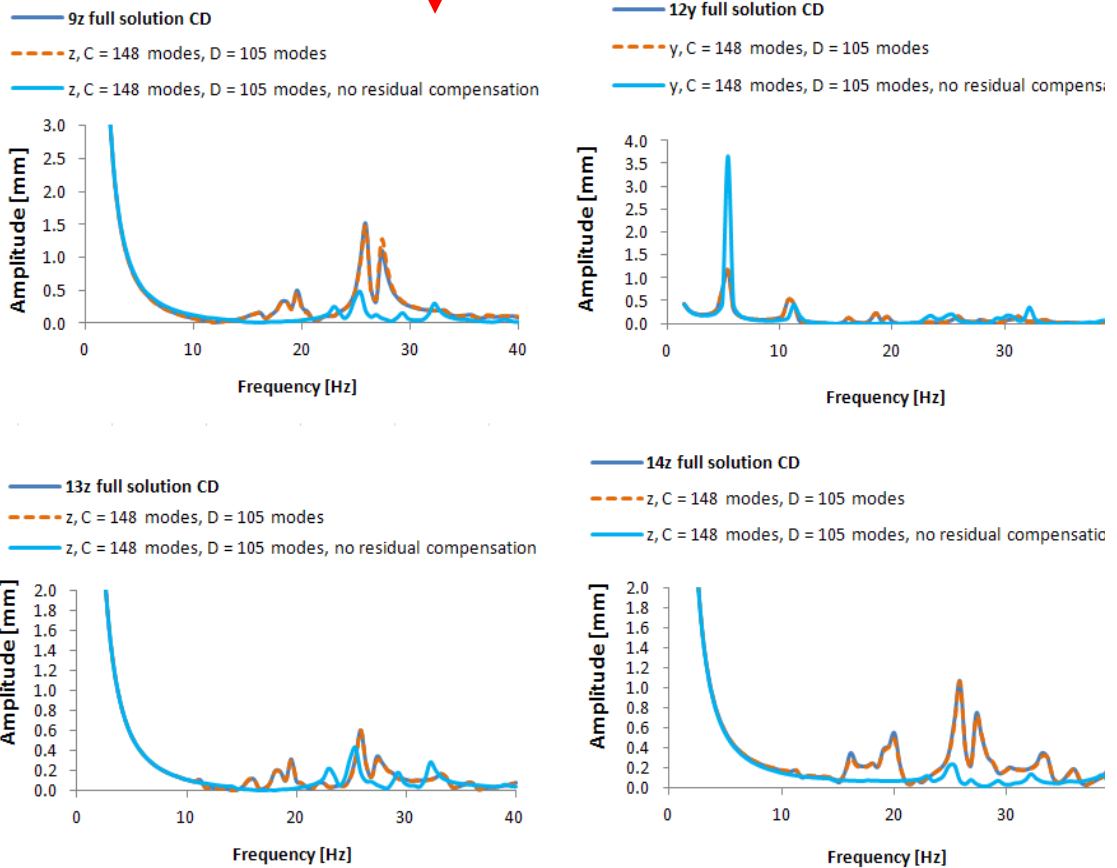 9z full solution CD
z, C = 148 modes, D = 105 modes
z, C = 148 modes, D = 105 modes, no residual compensation
3.0
2.5
2.0
1.5
1.0
0.5
0.0
Amplitude [mm]
0 10 20 30 40
Frequency [Hz]
12y full solution CD
y, C = 148 modes, D = 105 modes
y, C = 148 modes, D = 105 modes, no residual compensa
4.0
3.5
3.0
2.5
2.0
1.5
1.0
0.5
0.0
Amplitude [mm]
0 10 20 30
Frequency [Hz]
13z full solution CD
z, C = 148 modes, D = 105 modes
z, C = 148 modes, D = 105 modes, no residual compensation
2.0
1.8
1.6
1.4
1.2
1.0
0.8
0.6
0.4
0.2
0.0
Amplitude [mm]
0 10 20 30 40
Frequency [Hz]
14z full solution CD
z, C = 148 modes, D = 105 modes
z, C = 148 modes, D = 105 modes, no residual compensatio
2.0
1.8
1.6
1.4
1.2
1.0
0.8
0.6
0.4
0.2
0.0
Amplitude [mm]
0 10 20 30
Frequency [Hz]